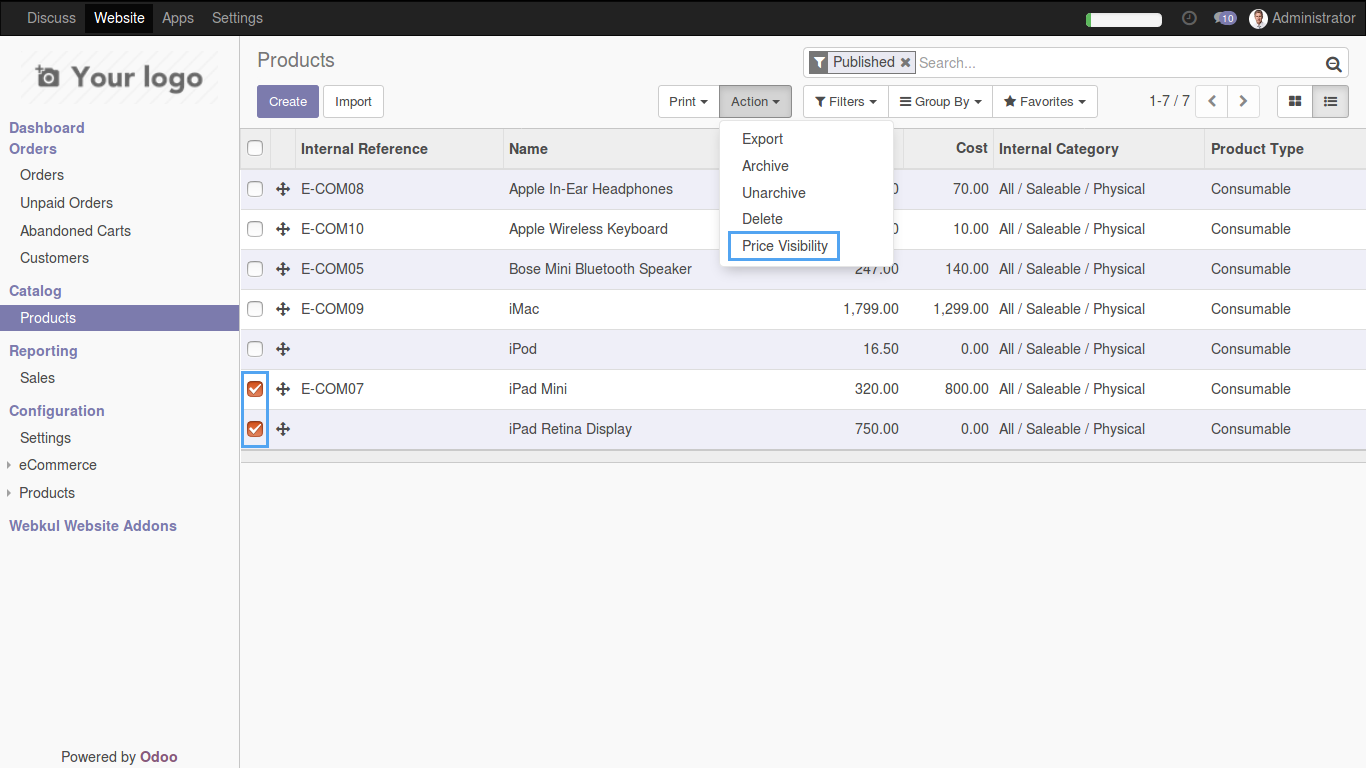 Discuss Website Apps Settings 10 Administrator
Your logo
Products
Published Search...
Create Import Print Action Filters Group By Favorites 1-7 / 7
Dashboard
Orders
Orders
Unpaid Orders
Abandoned Carts
Customers
Catalog
Products
Reporting
Sales
Configuration
Settings
eCommerce
Products
Webkul Website Addons
Powered by Odoo
Export
Archive
Unarchive
Delete
Price Visibility
Internal Reference Name Cost Internal Category Product Type
E-COM08 Apple In-Ear Headphones 0 70.00 All / Saleable / Physical Consumable
E-COM10 Apple Wireless Keyboard 0 10.00 All / Saleable / Physical Consumable
E-COM05 Bose Mini Bluetooth Speaker 247.00 140.00 All / Saleable / Physical Consumable
E-COM09 iMac 1,799.00 1,299.00 All / Saleable / Physical Consumable
iPod 16.50 0.00 All / Saleable / Physical Consumable
E-COM07 iPad Mini 320.00 800.00 All / Saleable / Physical Consumable
iPad Retina Display 750.00 0.00 All / Saleable / Physical Consumable